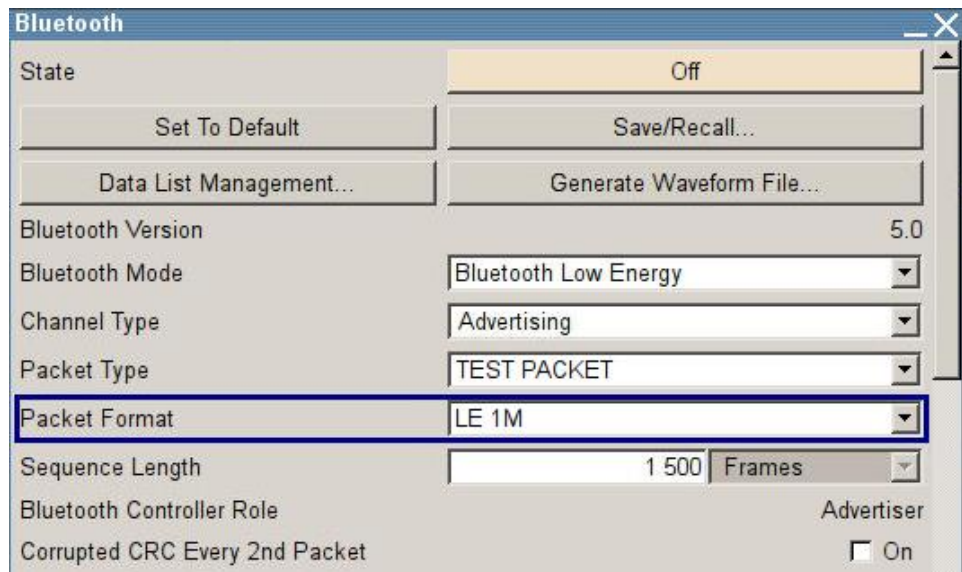 Bluetooth
State Off
Set To Default Save/Recall...
Data List Management... Generate Waveform File...
Bluetooth Version 5.0
Bluetooth Mode Bluetooth Low Energy
Channel Type Advertising
Packet Type TEST PACKET
Packet Format LE 1M
Sequence Length 1 500 Frames
Bluetooth Controller Role Advertiser
Corrupted CRC Every 2nd Packet On